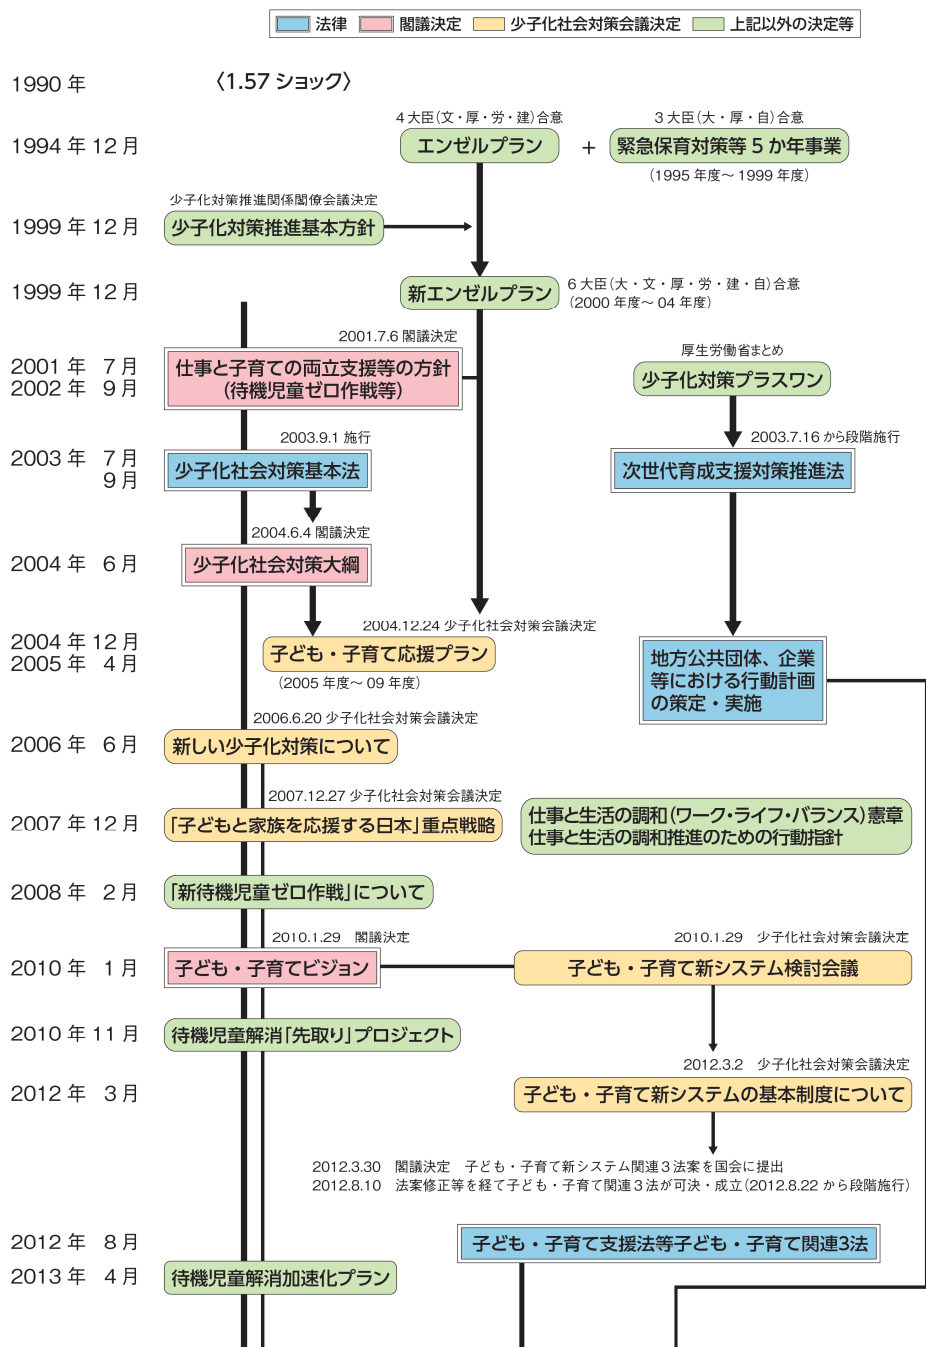 法律 閣議決定 少子化社会対策会議決定 上記以外の決定等
1990 年 〈1.57 ショック〉
4 大臣(文・厚・労・建)合意 3 大臣(大・厚・自)合意
1994 年 12 月 エンゼルプラン + 緊急保育対策等 5 か年事業
(1995 年度～ 1999 年度)
少子化対策推進関係閣僚会議決定
1999 年 12 月 少子化対策推進基本方針
1999 年 12 月 新エンゼルプラン 6 大臣(大・文・厚・労・建・自)合意
(2000 年度～ 04 年度)
2001.7.6 閣議決定
厚生労働省まとめ
2001 年 7 月 仕事と子育ての両立支援等の方針
2002 年 9 月 (待機児童ゼロ作戦等) 少子化対策プラスワン
2003.9.1 施行 2003.7.16 から段階施行
2003 年 7 月 少子化社会対策基本法 次世代育成支援対策推進法
9 月
2004.6.4 閣議決定
2004 年 6 月 少子化社会対策大綱
2004.12.24 少子化社会対策会議決定
2004 年 12 月 子ども・子育て応援プラン 地方公共団体、企業
2005 年 4 月 等における行動計画
(2005 年度～ 09 年度) の策定・実施
2006.6.20 少子化社会対策会議決定
2006 年 6 月 新しい少子化対策について
2007.12.27 少子化社会対策会議決定
2007 年 12 月 「子どもと家族を応援する日本」重点戦略 仕事と生活の調和(ワーク・ライフ・バランス)憲章
仕事と生活の調和推進のための行動指針
2008 年 2 月 「新待機児童ゼロ作戦」について
2010.1.29 閣議決定 2010.1.29 少子化社会対策会議決定
2010 年 1 月 子ども・子育てビジョン 子ども・子育て新システム検討会議
2010 年 11 月 待機児童解消「先取り」プロジェクト
2012.3.2 少子化社会対策会議決定
2012 年 3 月 子ども・子育て新システムの基本制度について
2012.3.30 閣議決定 子ども・子育て新システム関連３法案を国会に提出
2012.8.10 法案修正等を経て子ども・子育て関連３法が可決・成立(2012.8.22 から段階施行)
2012 年 8 月 子ども・子育て支援法等子ども・子育て関連3法
2013 年 4 月 待機児童解消加速化プラン